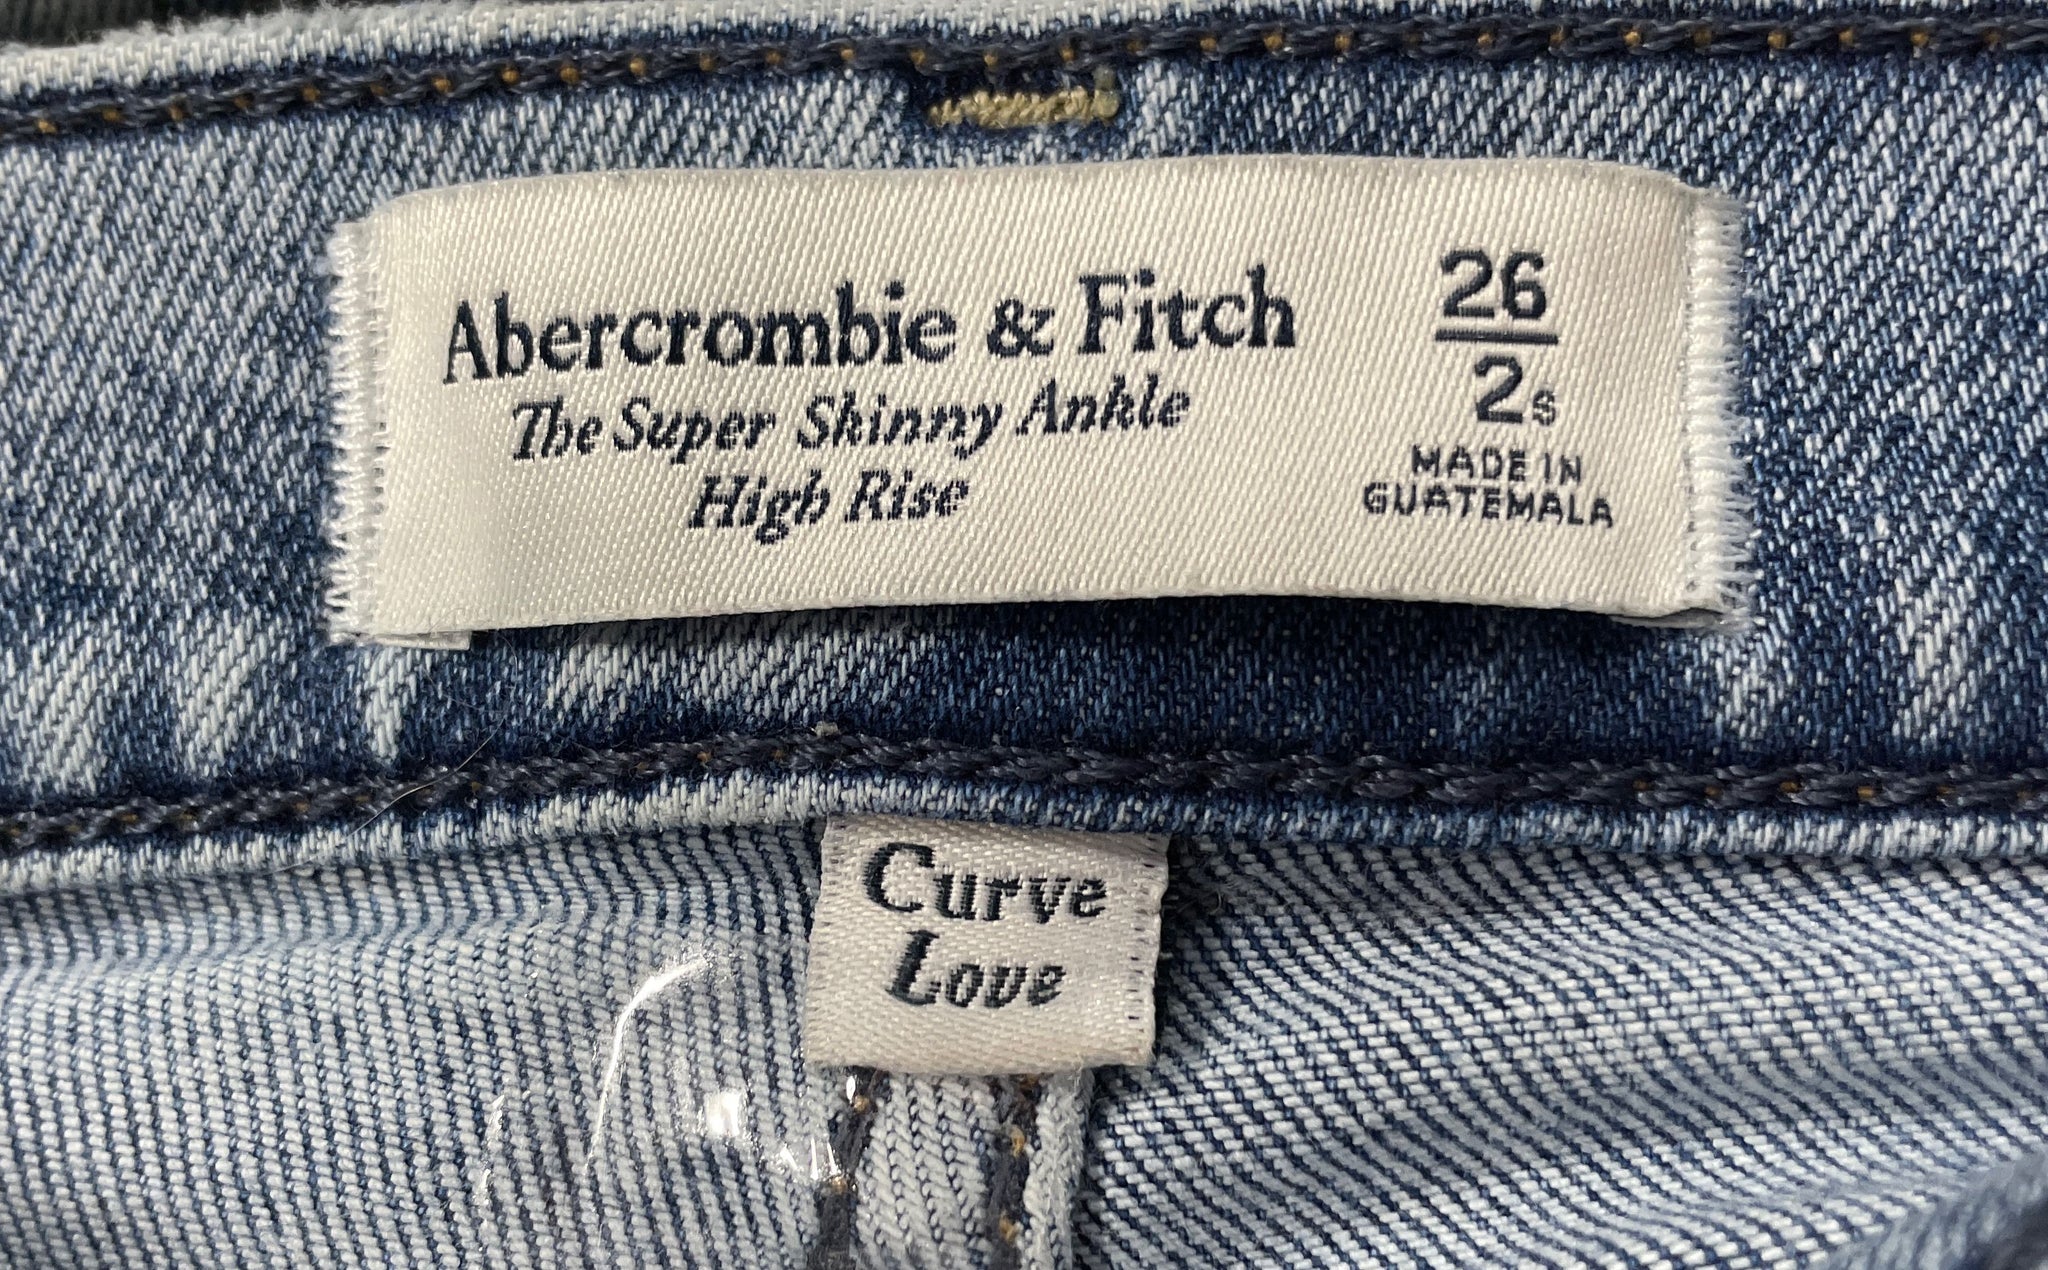 Abercrombie & Fitch
The Super Skinny Ankle
High Rise
26
2s
MADE IN
GUATEMALA
Curve
Love